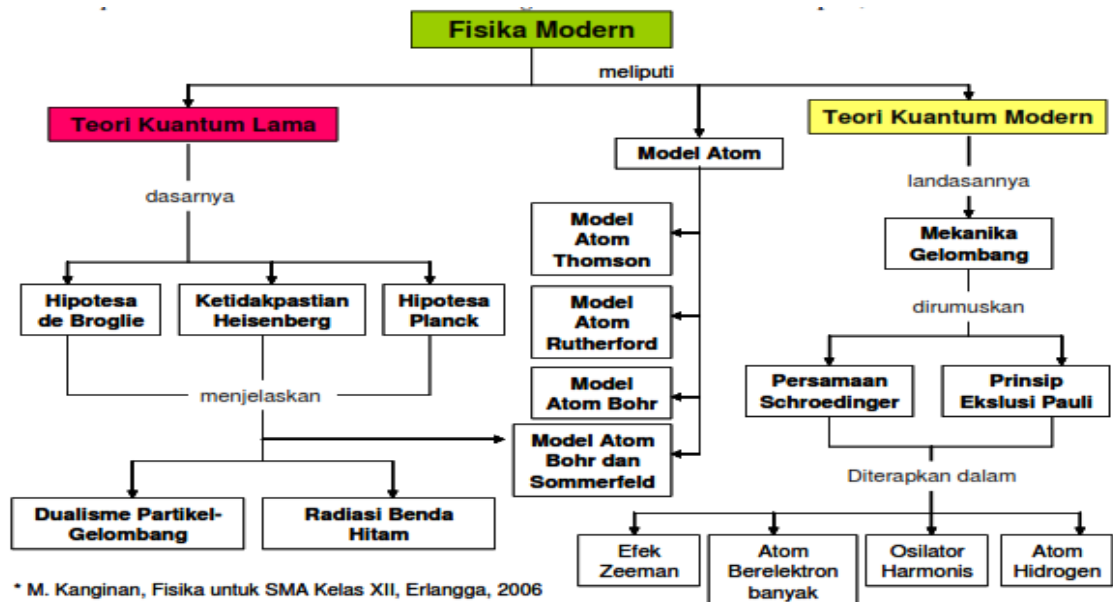 Fisika Modern
meliputi
Teori Kuantum Lama
Teori Kuantum Modern
Model Atom
dasarnya
landasannya
Model
Atom
Thomson
Mekanika
Gelombang
Hipotesa
de Broglie
Ketidakpastian
Heisenberg
Hipotesa
Planck
Model
Atom
Rutherford
dirumuskan
menjelaskan
Model
Atom Bohr
Persamaan
Schroedinger
Prinsip
Ekslusi Pauli
Model Atom
Bohr dan
Sommerfeld
Diterapkan dalam
Dualisme Partikel-
Gelombang
Radiasi Benda
Hitam
Efek
Zeeman
Atom
Berelektron
banyak
Osilator
Harmonis
Atom
Hidrogen
* M. Kanginan, Fisika untuk SMA Kelas XII, Erlangga, 2006